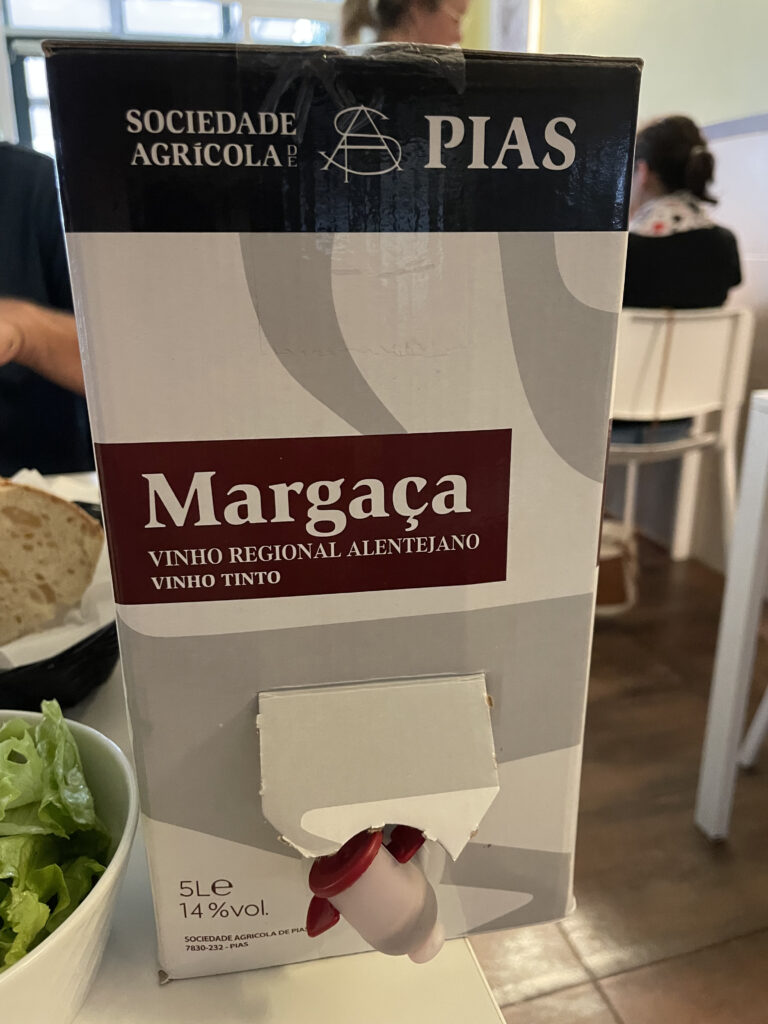 SOCIEDADE
AGRÍCOLA DE
PIAS
Margaça
VINHO REGIONAL ALENTEJANO
VINHO TINTO
5L e
14%vol.
SOCIEDADE AGRICOLA DE PIAS
7830-232 - PIAS